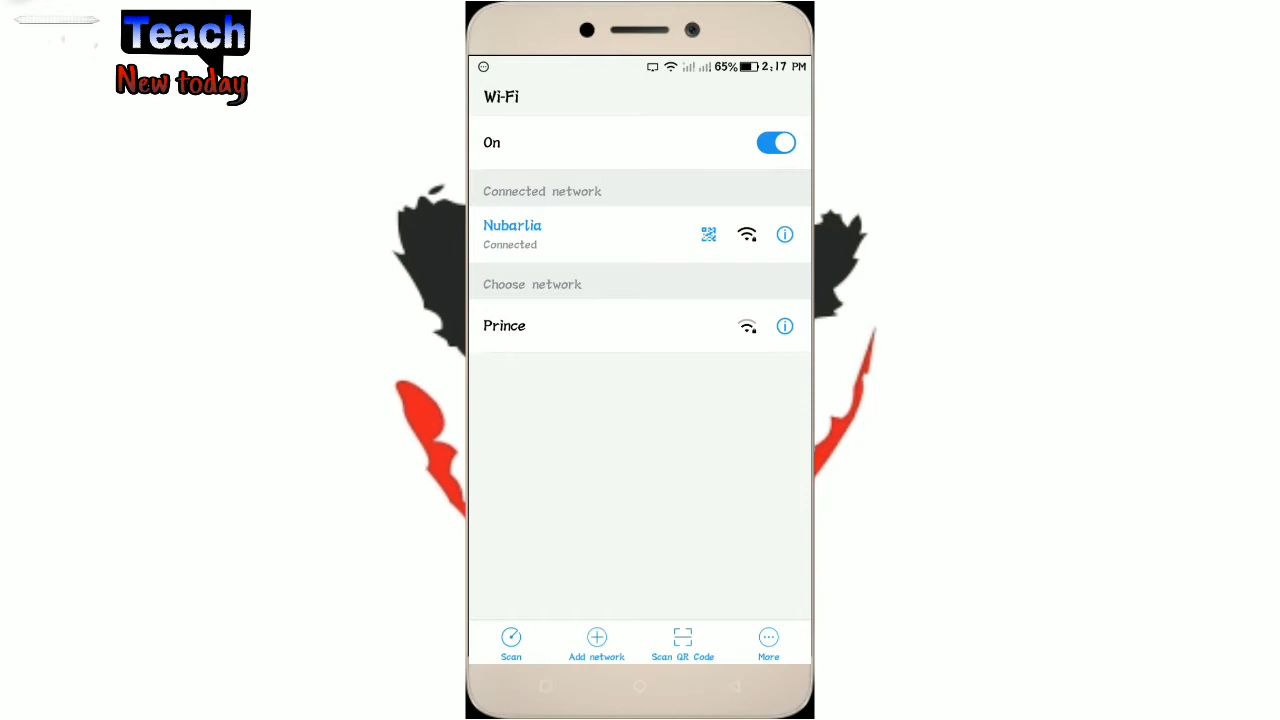 Teach
New today
65% 2:17 PM
Wi-Fi
On
Connected network
Nubarlia
Connected
Choose network
Prince
Scan
Add network
Scan QR Code
More